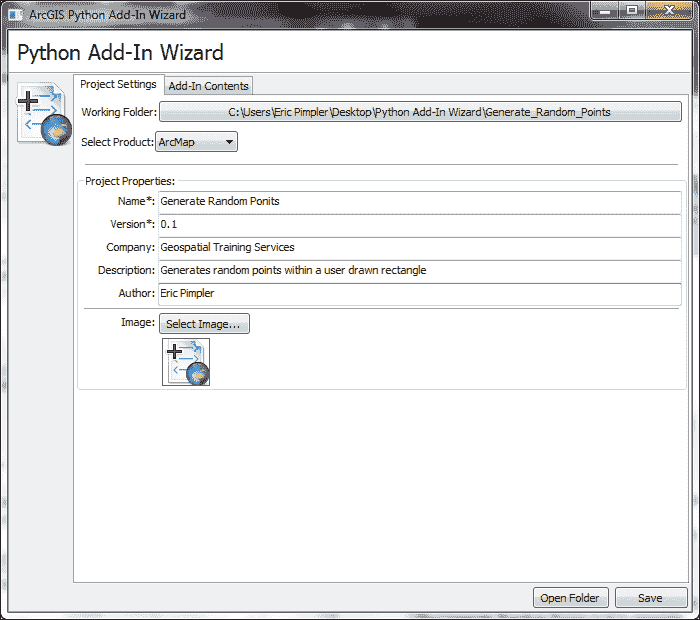 ArcGIS Python Add-In Wizard
Python Add-In Wizard
Project Settings Add-In Contents
Working Folder: C:\Users\Eric Pimpler\Desktop\Python Add-In Wizard\Generate_Random_Points
Select Product: ArcMap
Project Properties:
Name*: Generate Random Ponits
Version*: 0.1
Company: Geospatial Training Services
Description: Generates random points within a user drawn rectangle
Author: Eric Pimpler
Image: Select Image...
Open Folder Save